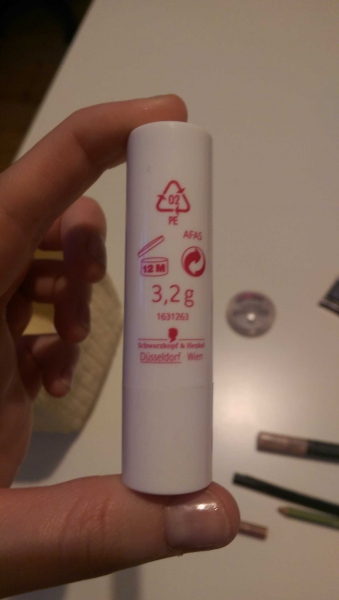 02
PE
AFAS
12 M
3,2 g
1631263
Schwarzkopf & Henkel
Düsseldorf Wien